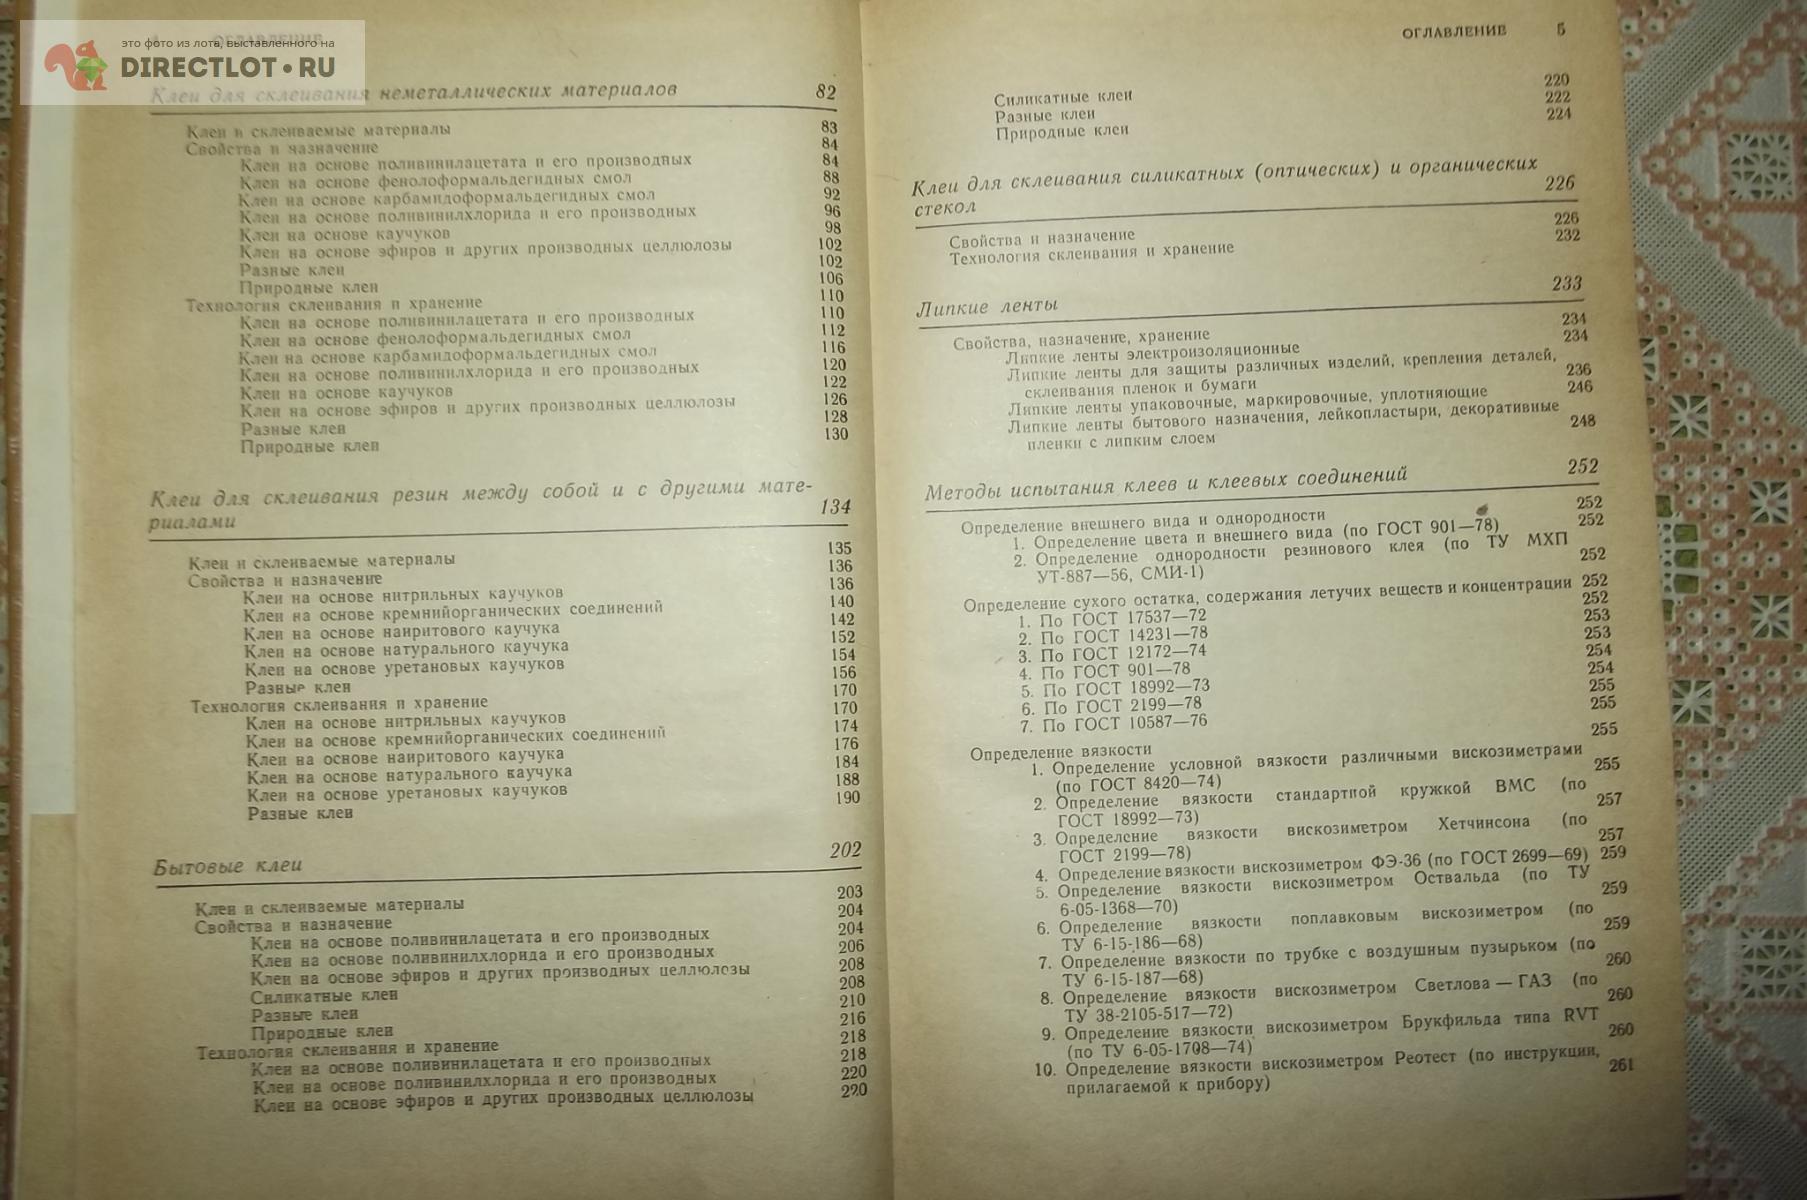 это фото из лота, выставленного на
DIRECTLOT•RU
Клеи для склеивания неметаллических материалов 82
Клеи и склеиваемые материалы 83
Свойства и назначение 84
Клеи на основе поливинилацетата и его производных 84
Клеи на основе фенолоформальдегидных смол 88
Клеи на основе карбамидоформальдегидных смол 92
Клеи на основе поливинилхлорида и его производных 96
Клеи на основе каучуков 98
Клеи на основе эфиров и других производных целлюлозы 102
Разные клеи 102
Природные клеи 106
Технология склеивания и хранение 110
Клеи на основе поливинилацетата и его производных 110
Клеи на основе фенолоформальдегидных смол 112
Клеи на основе карбамидоформальдегидных смол 116
Клеи на основе поливинилхлорида и его производных 120
Клеи на основе каучуков 122
Клеи на основе эфиров и других производных целлюлозы 126
Разные клеи 128
Природные клеи 130
Клеи для склеивания резин между собой и с другими мате-
риалами 134
Клеи и склеиваемые материалы 135
Свойства и назначение 136
Клеи на основе нитрильных каучуков 136
Клеи на основе кремнийорганических соединений 140
Клеи на основе наиритового каучука 142
Клеи на основе натурального каучука 152
Клеи на основе уретановых каучуков 154
Разные клеи 156
Технология склеивания и хранение 170
Клеи на основе нитрильных каучуков 170
Клеи на основе кремнийорганических соединений 174
Клеи на основе наиритового каучука 176
Клеи на основе натурального каучука 184
Клеи на основе уретановых каучуков 188
Разные клеи 190
Бытовые клеи 202
Клеи и склеиваемые материалы 203
Свойства и назначение 204
Клеи на основе поливинилацетата и его производных 204
Клеи на основе поливинилхлорида и его производных 206
Клеи на основе эфиров и других производных целлюлозы 208
Силикатные клеи 208
Разные клеи 210
Природные клеи 216
Технология склеивания и хранение 218
Клеи на основе поливинилацетата и его производных 218
Клеи на основе поливинилхлорида и его производных 220
Клеи на основе эфиров и других производных целлюлозы 220
ОГЛАВЛЕНИЕ 5
Силикатные клеи 220
Разные клеи 222
Природные клеи 224
Клеи для склеивания силикатных (оптических) и органических
стекол 226
Свойства и назначение 226
Технология склеивания и хранение 232
Липкие ленты 233
Свойства, назначение, хранение 234
Липкие ленты электроизоляционные 234
Липкие ленты для защиты различных изделий, крепления деталей,
склеивания пленок и бумаги 236
Липкие ленты упаковочные, маркировочные, уплотняющие 246
Липкие ленты бытового назначения, лейкопластыри, декоративные
пленки с липким слоем 248
Методы испытания клеев и клеевых соединений 252
Определение внешнего вида и однородности 252
1. Определение цвета и внешнего вида (по ГОСТ 901—78) 252
2. Определение однородности резинового клея (по ТУ МХП
УТ-887—56, СМИ-1) 252
Определение сухого остатка, содержания летучих веществ и концентрации 252
1. По ГОСТ 17537—72 252
2. По ГОСТ 14231—78 253
3. По ГОСТ 12172—74 253
4. По ГОСТ 901—78 254
5. По ГОСТ 18992—73 254
6. По ГОСТ 2199—78 255
7. По ГОСТ 10587—76 255
Определение вязкости 255
1. Определение условной вязкости различными вискозиметрами
(по ГОСТ 8420—74) 255
2. Определение вязкости стандартной кружкой ВМС (по
ГОСТ 18992—73) 257
3. Определение вязкости вискозиметром Хетчинсона (по
ГОСТ 2199—78) 257
4. Определение вязкости вискозиметром ФЭ-36 (по ГОСТ 2699—69) 259
5. Определение вязкости вискозиметром Оствальда (по ТУ
6-05-1368—70) 259
6. Определение вязкости поплавковым вискозиметром (по
ТУ 6-15-186—68) 259
7. Определение вязкости по трубке с воздушным пузырьком (по
ТУ 6-15-187—68) 260
8. Определение вязкости вискозиметром Светлова — ГАЗ (по
ТУ 38-2105-517—72) 260
9. Определение вязкости вискозиметром Брукфильда типа RVT
(по ТУ 6-05-1708—74) 260
10. Определение вязкости вискозиметром Реотест (по инструкции,
прилагаемой к прибору) 261